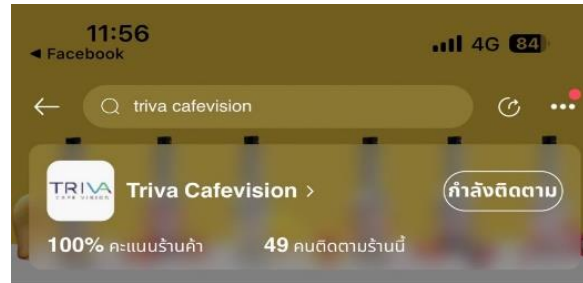 11:56
4G 84
◀ Facebook
triva cafevision
TRIVA
CAFE VISION
Triva Cafevision >
กำลังติดตาม
100% คะแนนร้านค้า
49 คนติดตามร้านนี้